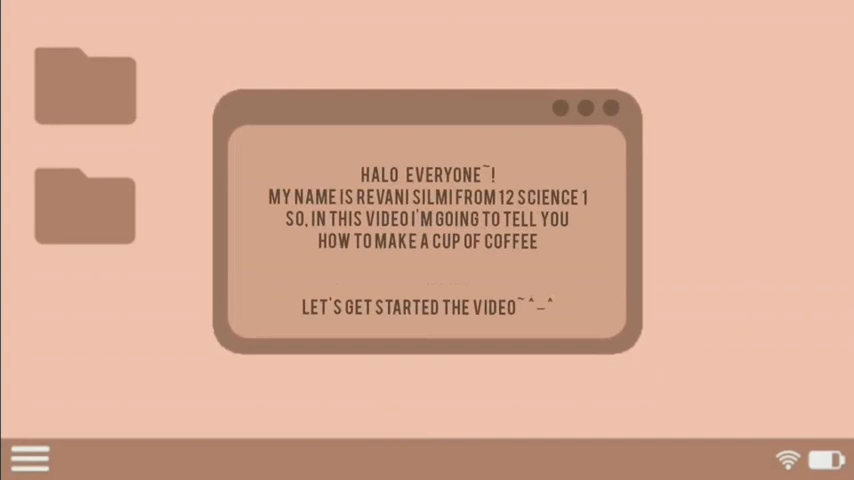 HALO EVERYONE~!
MY NAME IS REVANI SILMI FROM 12 SCIENCE 1
SO, IN THIS VIDEO I'M GOING TO TELL YOU
HOW TO MAKE A CUP OF COFFEE
LET'S GET STARTED THE VIDEO~ ^-^